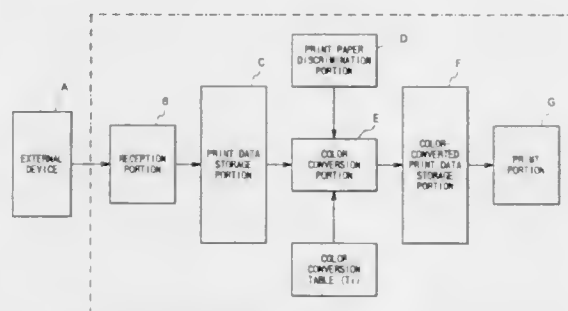 A
EXTERNAL
DEVICE
B
RECEPTION
PORTION
C
PRINT DATA
STORAGE
PORTION
D
PRINT PAPER
DISCRIMINATION
PORTION
E
COLOR
CONVERSION
PORTION
COLOR
CONVERSION
TABLE
F
COLOR-
CONVERTED
PRINT DATA
STORAGE
PORTION
G
PRINT
PORTION